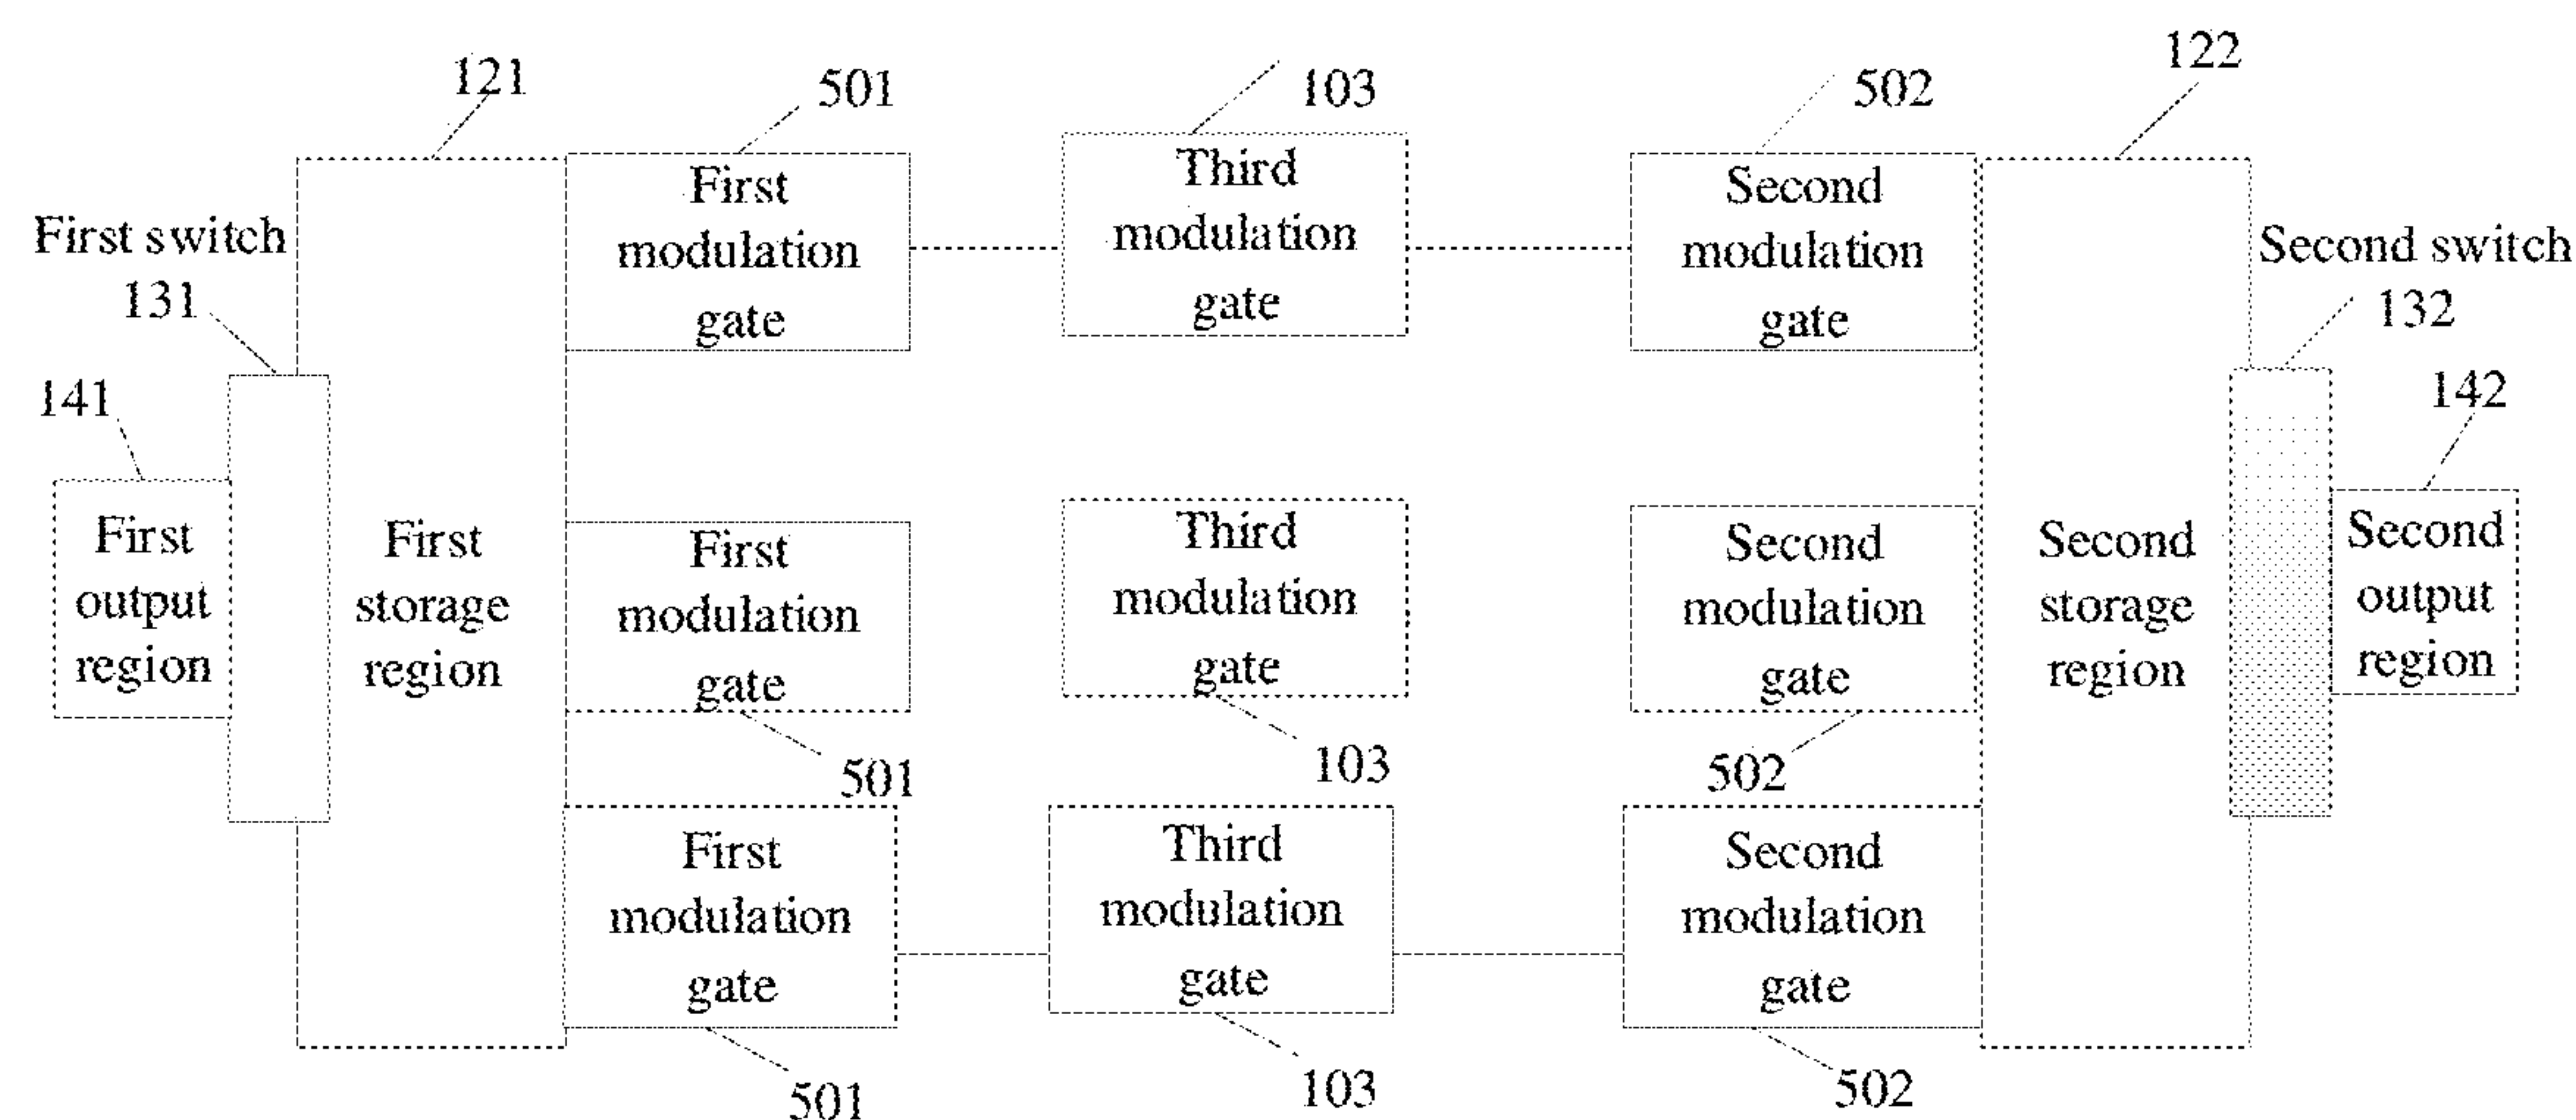 121
501
103
502
122
First switch
131
First
modulation
gate
Third
modulation
gate
Second
modulation
gate
Second switch
132
141
142
First
output
region
First
storage
region
First
modulation
gate
Third
modulation
gate
Second
modulation
gate
Second
storage
region
Second
output
region
501
103
502
First
modulation
gate
Third
modulation
gate
Second
modulation
gate
501
103
502